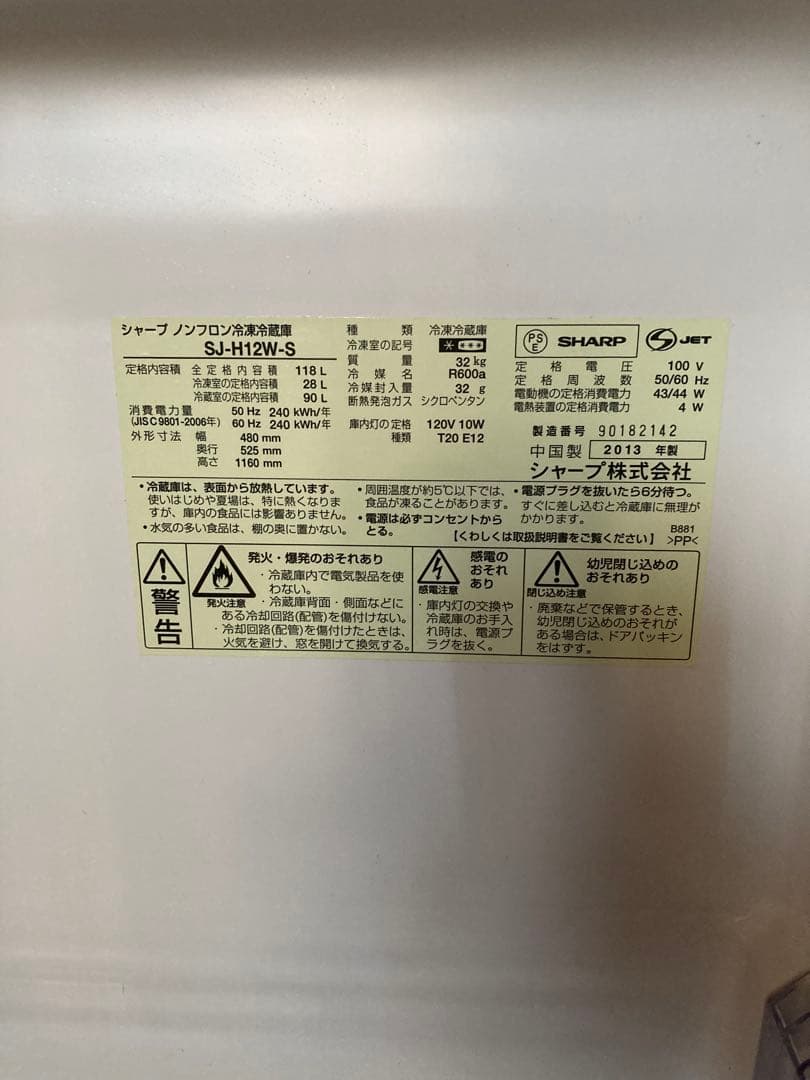 シャープ ノンフロン冷凍冷蔵庫
SJ-H12W-S
定格内容積 全定格内容積 118 L
冷凍室の定格内容積 28 L
冷蔵室の定格内容積 90 L
消費電力量 50 Hz 240 kWh/年
(JIS C 9801-2006年) 60 Hz 240 kWh/年
外形寸法 幅 480 mm
奥行 525 mm
高さ 1160 mm
種類 冷凍冷蔵庫
冷凍室の記号
質量 32 kg
冷媒名 R600a
冷媒封入量 32 g
断熱発泡ガス シクロペンタン
庫内灯の定格 120V 10W
種類 T20 E12
PS
E
SHARP
S JET
定格電圧 100 V
定格周波数 50/60 Hz
電動機の定格消費電力 43/44 W
電熱装置の定格消費電力 4 W
製造番号 90182142
中国製 2013 年製
シャープ株式会社
・冷蔵庫は、表面から放熱しています。
使いはじめや夏場は、特に熱くなりま
すが、庫内の食品には影響ありません。
・水気の多い食品は、棚の奥に置かない。
・周囲温度が約5℃以下では、
食品が凍ることがあります。
・電源は必ずコンセントから
とる。
・電源プラグを抜いたら6分待つ。
すぐに差し込むと冷蔵庫に無理が
かかります。
【くわしくは取扱説明書をご覧ください】
B881
>PP<
警告
発火・爆発のおそれあり
発火注意
・冷蔵庫内で電気製品を使
わない。
・冷蔵庫背面・側面などに
ある冷却回路(配管)を傷付けない。
・冷却回路(配管)を傷付けたときは、
火気を避け、窓を開けて換気する。
感電の
おそれ
あり
感電注意
・庫内灯の交換や
冷蔵庫のお手入
れ時は、電源プ
ラグを抜く。
幼児閉じ込めの
おそれあり
閉じ込め注意
・廃棄などで保管するとき、
幼児閉じ込めのおそれが
ある場合は、ドアパッキン
をはずす。